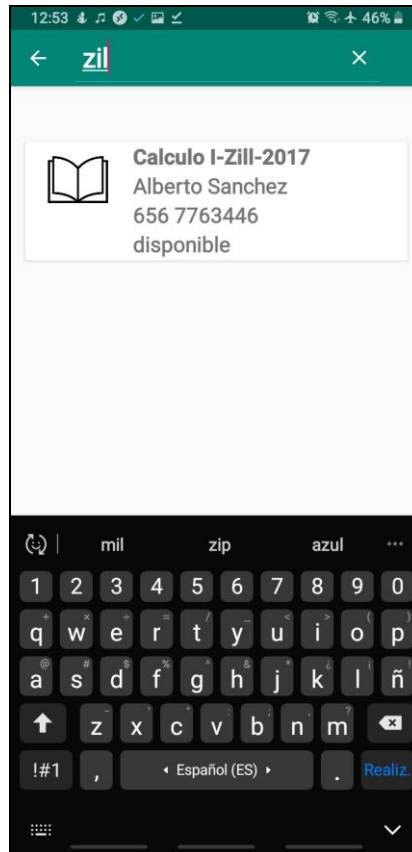 12:53 46%
zil
Calculo I-Zill-2017
Alberto Sanchez
656 7763446
disponible
mil zip azul ...
1 2 3 4 5 6 7 8 9 0
+ × ÷ = / _ < > ( )
q w e r t y u i o p
@ # $ % ^ & * ¿ ¡
a s d f g h j k l ñ
- ' " : ; , ?
z x c v b n m
!#1 , Español (ES) . Realiz.